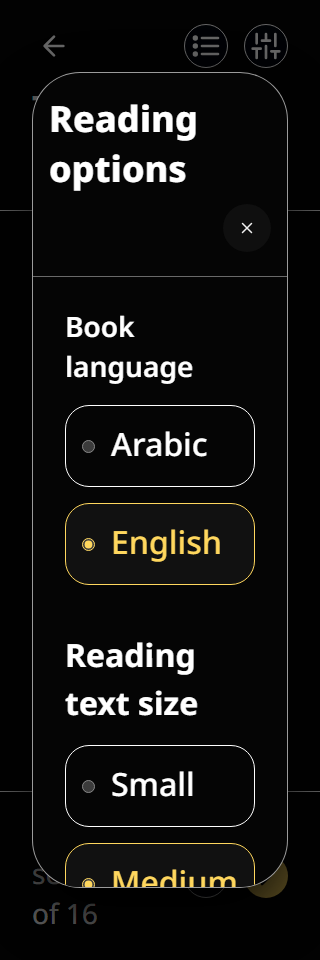 Reading
options
Book
language
Arabic
English
Reading
text size
Small
Medium
of 16